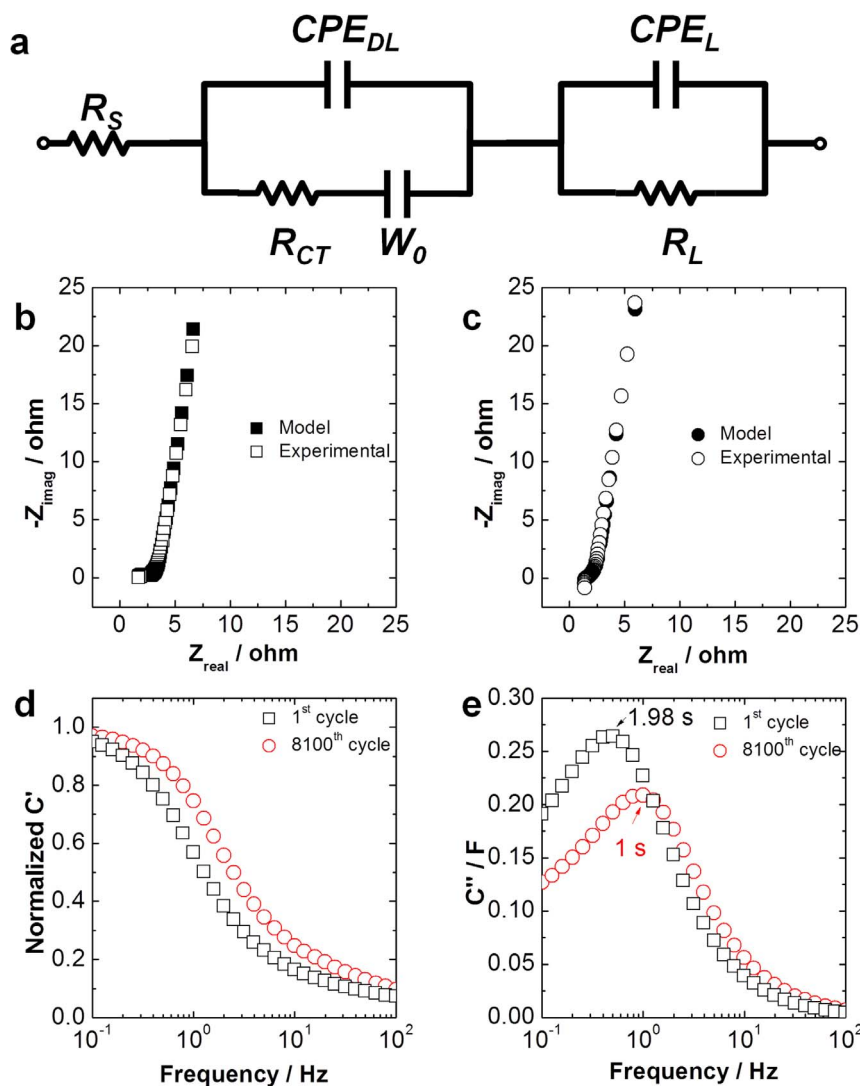 a
CPE_DL
CPE_L
R_S
R_CT
W_0
R_L
b
-Z_imag / ohm
25
20
15
10
5
0
Model
Experimental
0 5 10 15 20 25
Z_real / ohm
c
-Z_imag / ohm
25
20
15
10
5
0
Model
Experimental
0 5 10 15 20 25
Z_real / ohm
d
Normalized C'
1.0
0.8
0.6
0.4
0.2
0.0
1st cycle
8100th cycle
10^-1 10^0 10^1 10^2
Frequency / Hz
e
C'' / F
0.30
0.25
0.20
0.15
0.10
0.05
0.00
1.98 s
1st cycle
8100th cycle
1 s
10^-1 10^0 10^1 10^2
Frequency / Hz